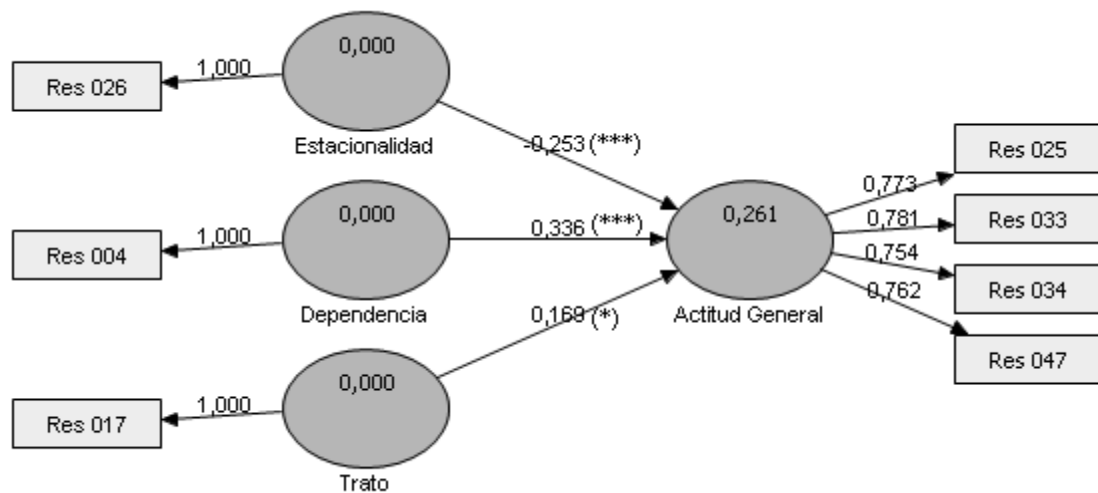 0,000
Res 026
1,000
Estacionalidad
-0,253 (***)
Res 025
0,773
0,000
0,261
Res 033
0,781
Res 004
1,000
0,336 (***)
0,754
Res 034
Dependencia
0,169 (*)
Actitud General
0,762
Res 047
0,000
Res 017
1,000
Trato